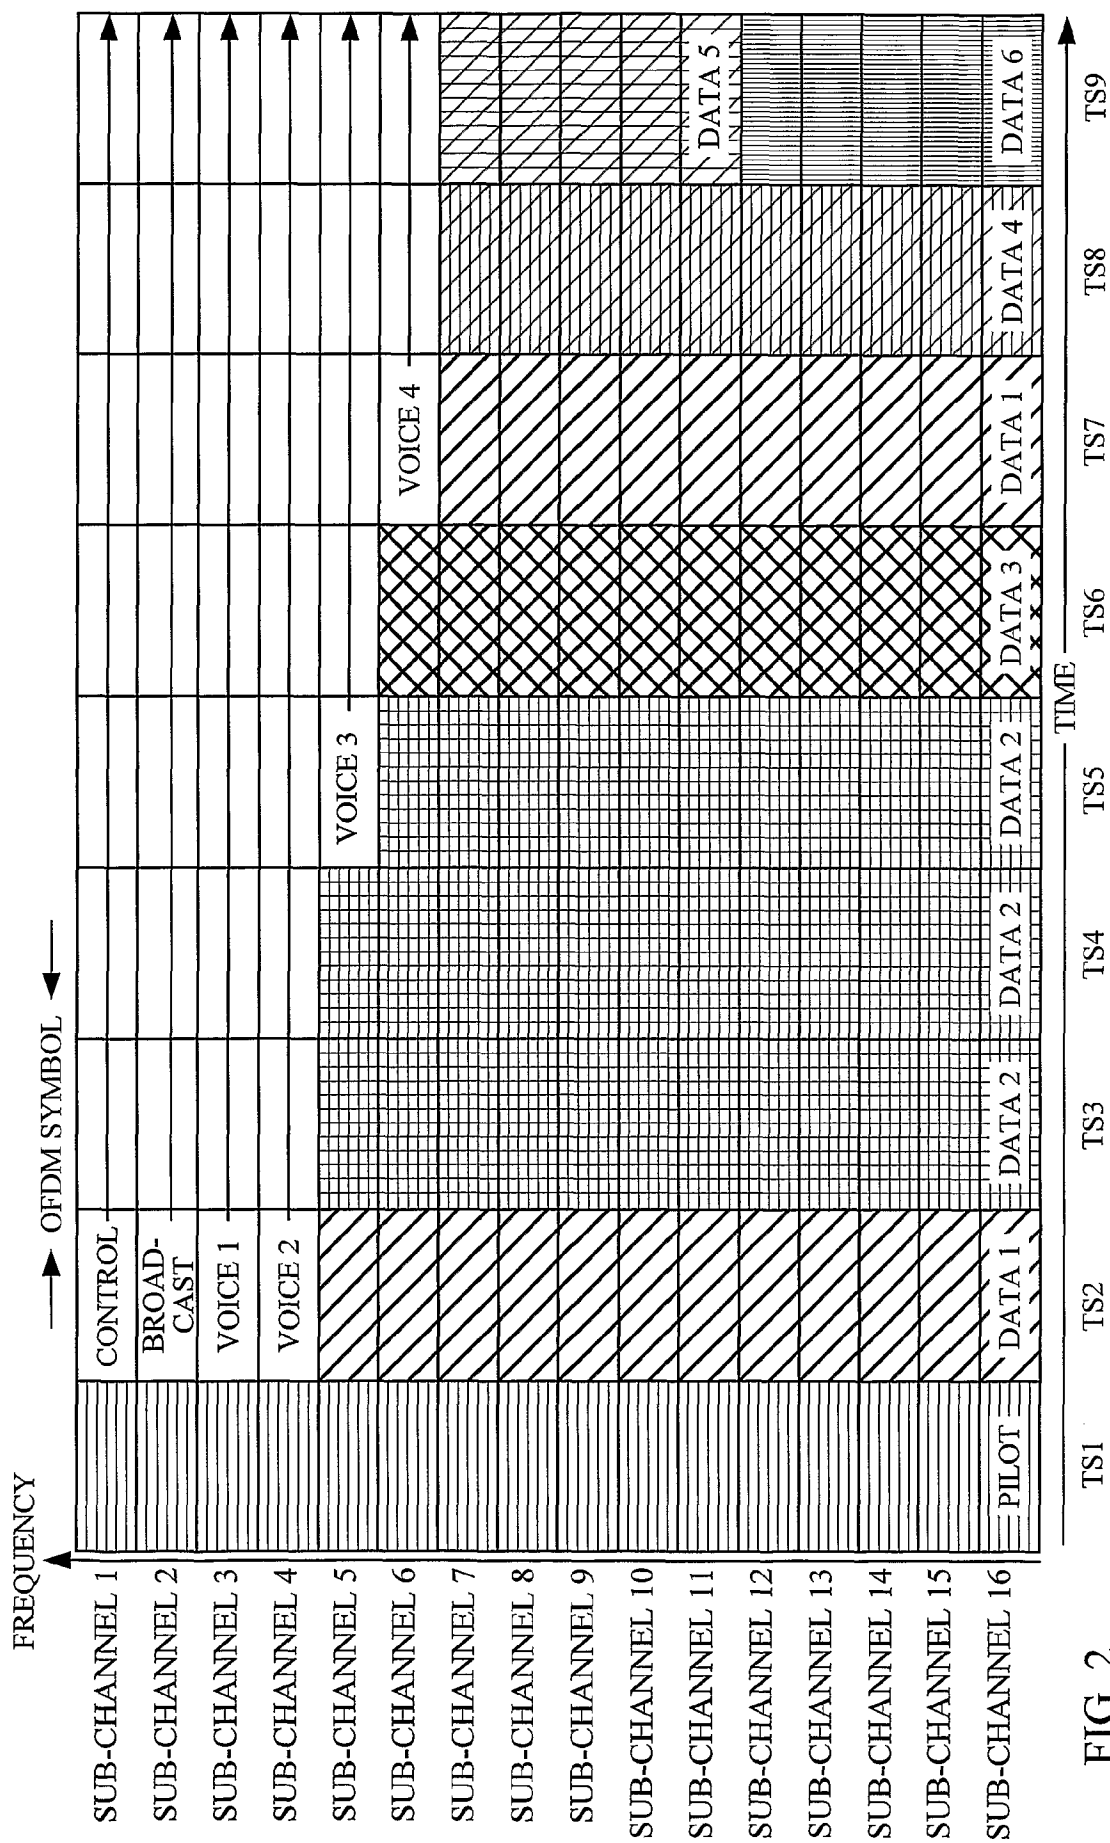 FREQUENCY
OFDM SYMBOL
SUB-CHANNEL 1
CONTROL
SUB-CHANNEL 2
BROAD-
CAST
SUB-CHANNEL 3
VOICE 1
SUB-CHANNEL 4
VOICE 2
SUB-CHANNEL 5
VOICE 3
SUB-CHANNEL 6
VOICE 4
SUB-CHANNEL 7
SUB-CHANNEL 8
SUB-CHANNEL 9
SUB-CHANNEL 10
SUB-CHANNEL 11
DATA 5
SUB-CHANNEL 12
SUB-CHANNEL 13
SUB-CHANNEL 14
SUB-CHANNEL 15
SUB-CHANNEL 16
PILOT
DATA 1
DATA 2
DATA 2
DATA 2
DATA 3
DATA 1
DATA 4
DATA 6
TIME
TS1
TS2
TS3
TS4
TS5
TS6
TS7
TS8
TS9
FIG. 2